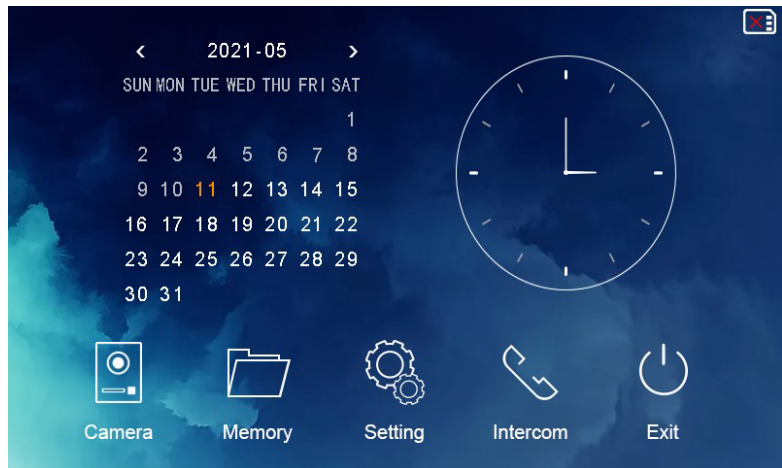 ‹ 2021-05 ›
SUN MON TUE WED THU FRI SAT
1
2 3 4 5 6 7 8
9 10 11 12 13 14 15
16 17 18 19 20 21 22
23 24 25 26 27 28 29
30 31
Camera Memory Setting Intercom Exit